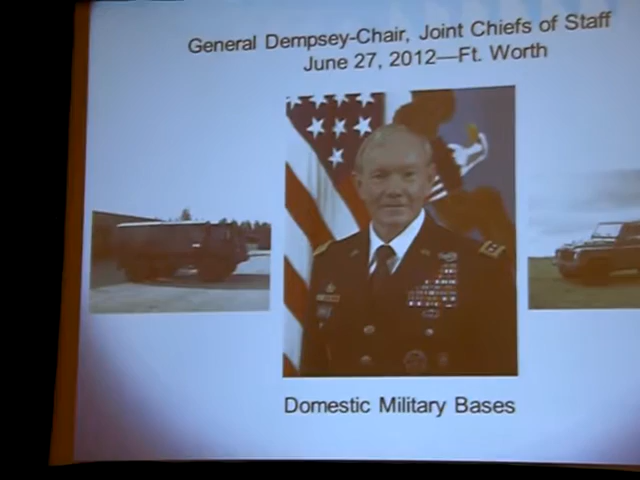 General Dempsey-Chair, Joint Chiefs of Staff
June 27, 2012—Ft. Worth
Domestic Military Bases